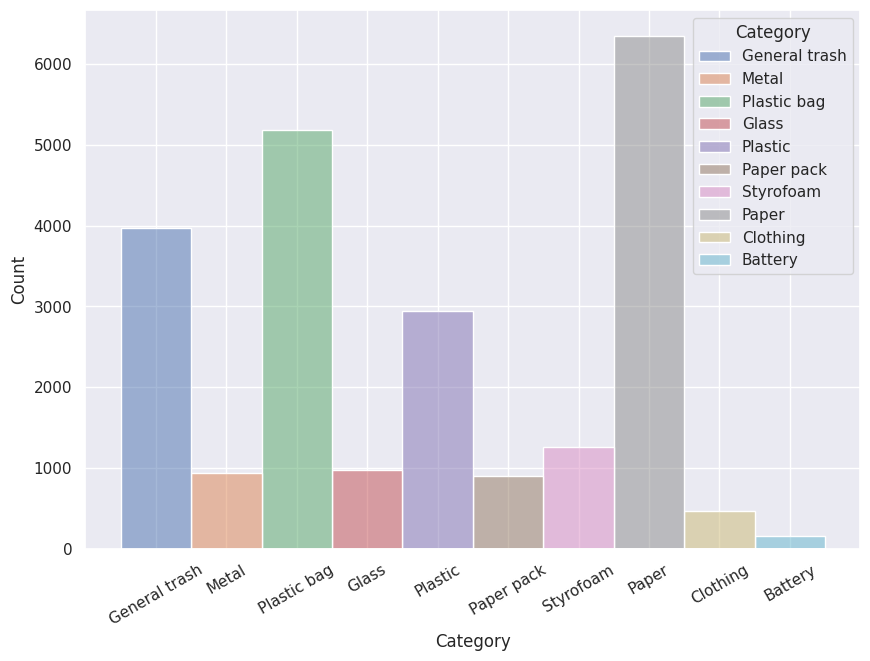 Category
General trash
Metal
Plastic bag
Glass
Plastic
Paper pack
Styrofoam
Paper
Clothing
Battery
6000
5000
4000
3000
2000
1000
0
Count
General trash
Metal
Plastic bag
Glass
Plastic
Paper pack
Styrofoam
Paper
Clothing
Battery
Category